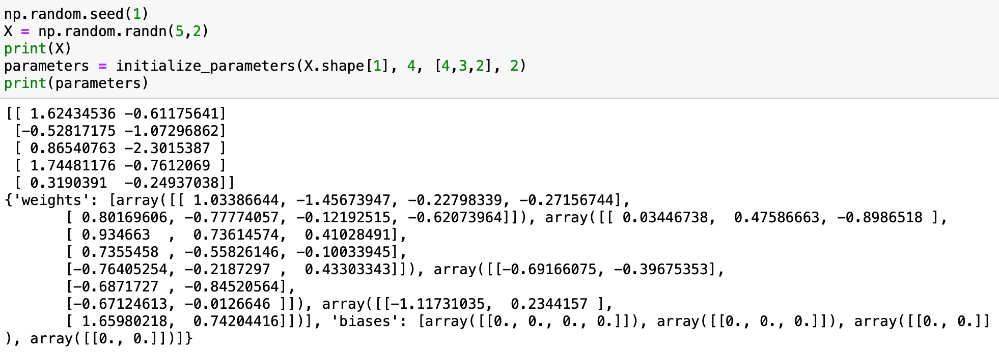 np.random.seed(1)
X = np.random.randn(5,2)
print(X)
parameters = initialize_parameters(X.shape[1], 4, [4,3,2], 2)
print(parameters)
[[ 1.62434536 -0.61175641]
 [-0.52817175 -1.07296862]
 [ 0.86540763 -2.3015387 ]
 [ 1.74481176 -0.7612069 ]
 [ 0.3190391  -0.24937038]]
{'weights': [array([[ 1.03386644, -1.45673947, -0.22798339, -0.27156744],
       [ 0.80169606, -0.77774057, -0.12192515, -0.62073964]]), array([[ 0.03446738,  0.47586663, -0.8986518 ],
       [ 0.934663  ,  0.73614574,  0.41028491],
       [ 0.7355458 , -0.55826146, -0.10033945],
       [-0.76405254, -0.2187297 ,  0.43303343]]), array([[-0.69166075, -0.39675353],
       [-0.6871727 , -0.84520564],
       [-0.67124613, -0.0126646 ]]), array([[-1.11731035,  0.2344157 ],
       [ 1.65980218,  0.74204416]])], 'biases': [array([[0., 0., 0., 0.]]), array([[0., 0., 0.]]), array([[0., 0.]]
), array([[0., 0.]])]}